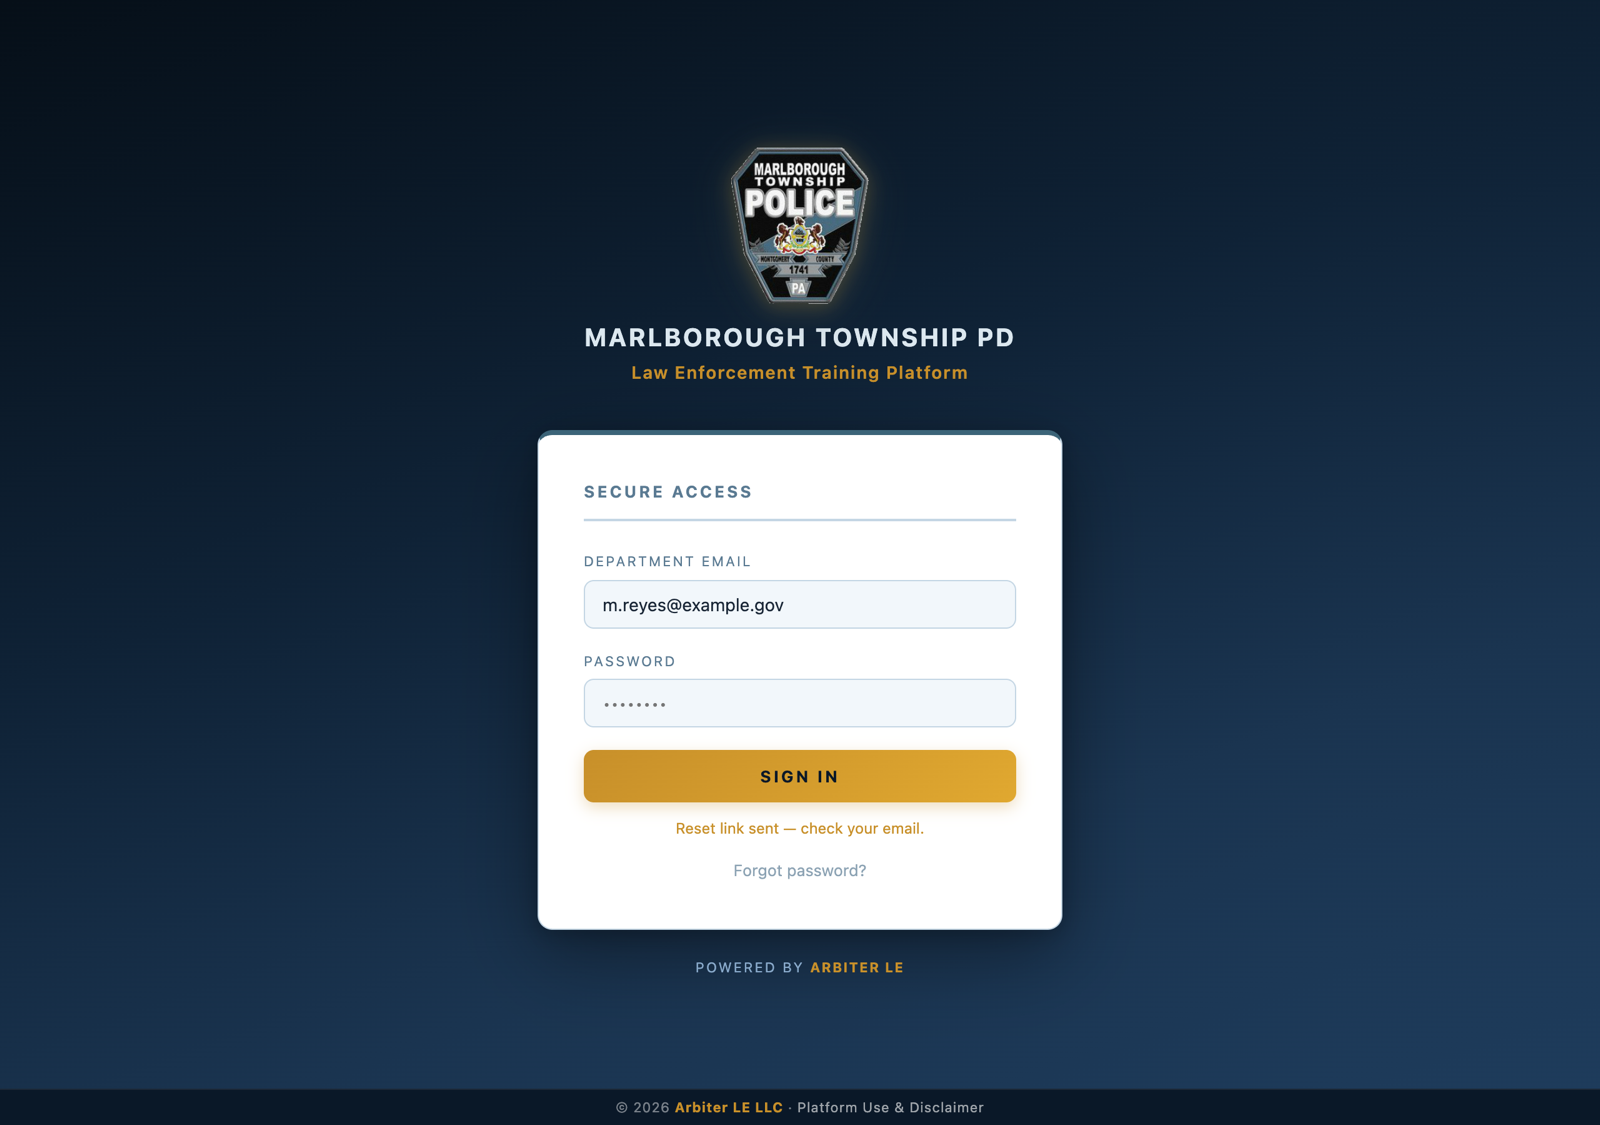 MARLBOROUGH
TOWNSHIP
POLICE
MONTGOMERY COUNTY
1741
PA
MARLBOROUGH TOWNSHIP PD
Law Enforcement Training Platform
SECURE ACCESS
DEPARTMENT EMAIL
m.reyes@example.gov
PASSWORD
••••••••
SIGN IN
Reset link sent — check your email.
Forgot password?
POWERED BY ARBITER LE
© 2026 Arbiter LE LLC · Platform Use & Disclaimer